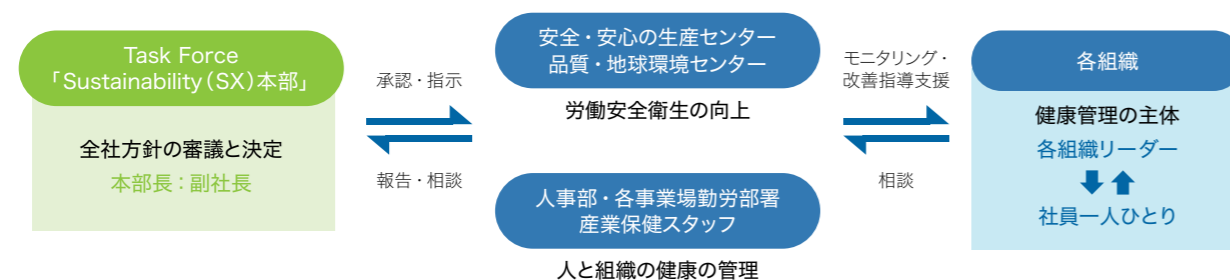 Task Force
「Sustainability(SX)本部」
全社方針の審議と決定
本部長：副社長
承認・指示
報告・相談
安全・安心の生産センター
品質・地球環境センター
労働安全衛生の向上
人事部・各事業場勤労部署
産業保健スタッフ
人と組織の健康の管理
モニタリング・
改善指導支援
相談
各組織
健康管理の主体
各組織リーダー
社員一人ひとり